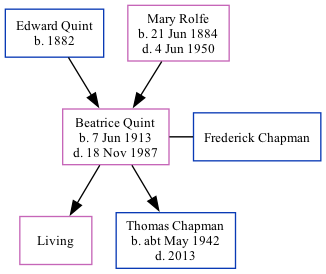 Edward Quint
b. 1882
Mary Rolfe
b. 21 Jun 1884
d. 4 Jun 1950
Beatrice Quint
b. 7 Jun 1913
d. 18 Nov 1987
Frederick Chapman
Living
Thomas Chapman
b. abt May 1942
d. 2013